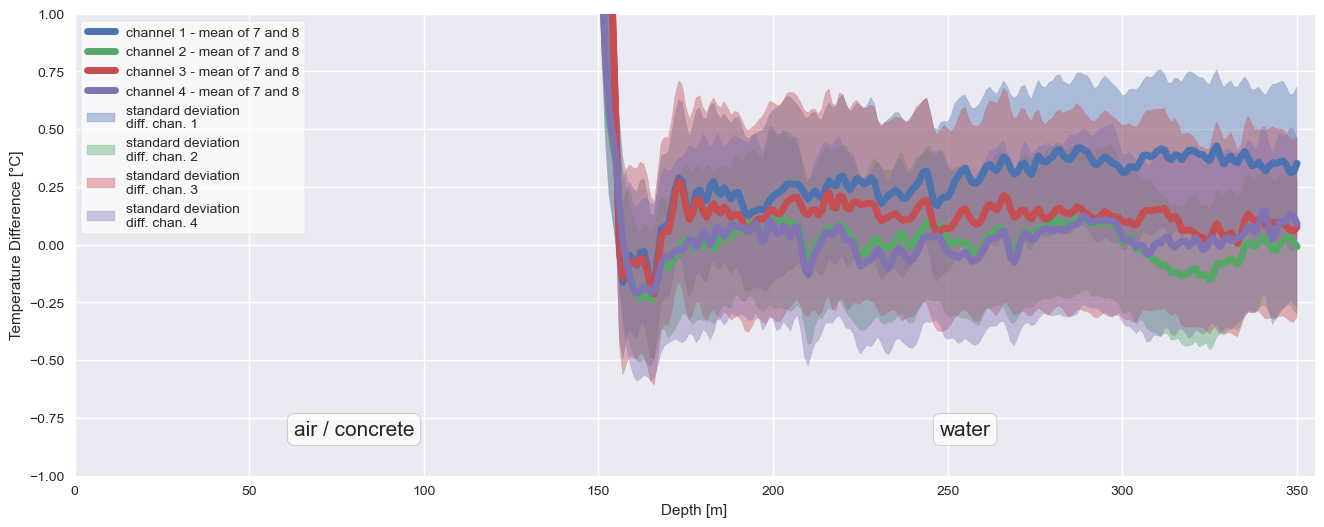 1.00
0.75
0.50
0.25
0.00
−0.25
−0.50
−0.75
−1.00
Temperature Difference [°C]
channel 1 - mean of 7 and 8
channel 2 - mean of 7 and 8
channel 3 - mean of 7 and 8
channel 4 - mean of 7 and 8
standard deviation
diff. chan. 1
standard deviation
diff. chan. 2
standard deviation
diff. chan. 3
standard deviation
diff. chan. 4
air / concrete
water
0 50 100 150 200 250 300 350
Depth [m]